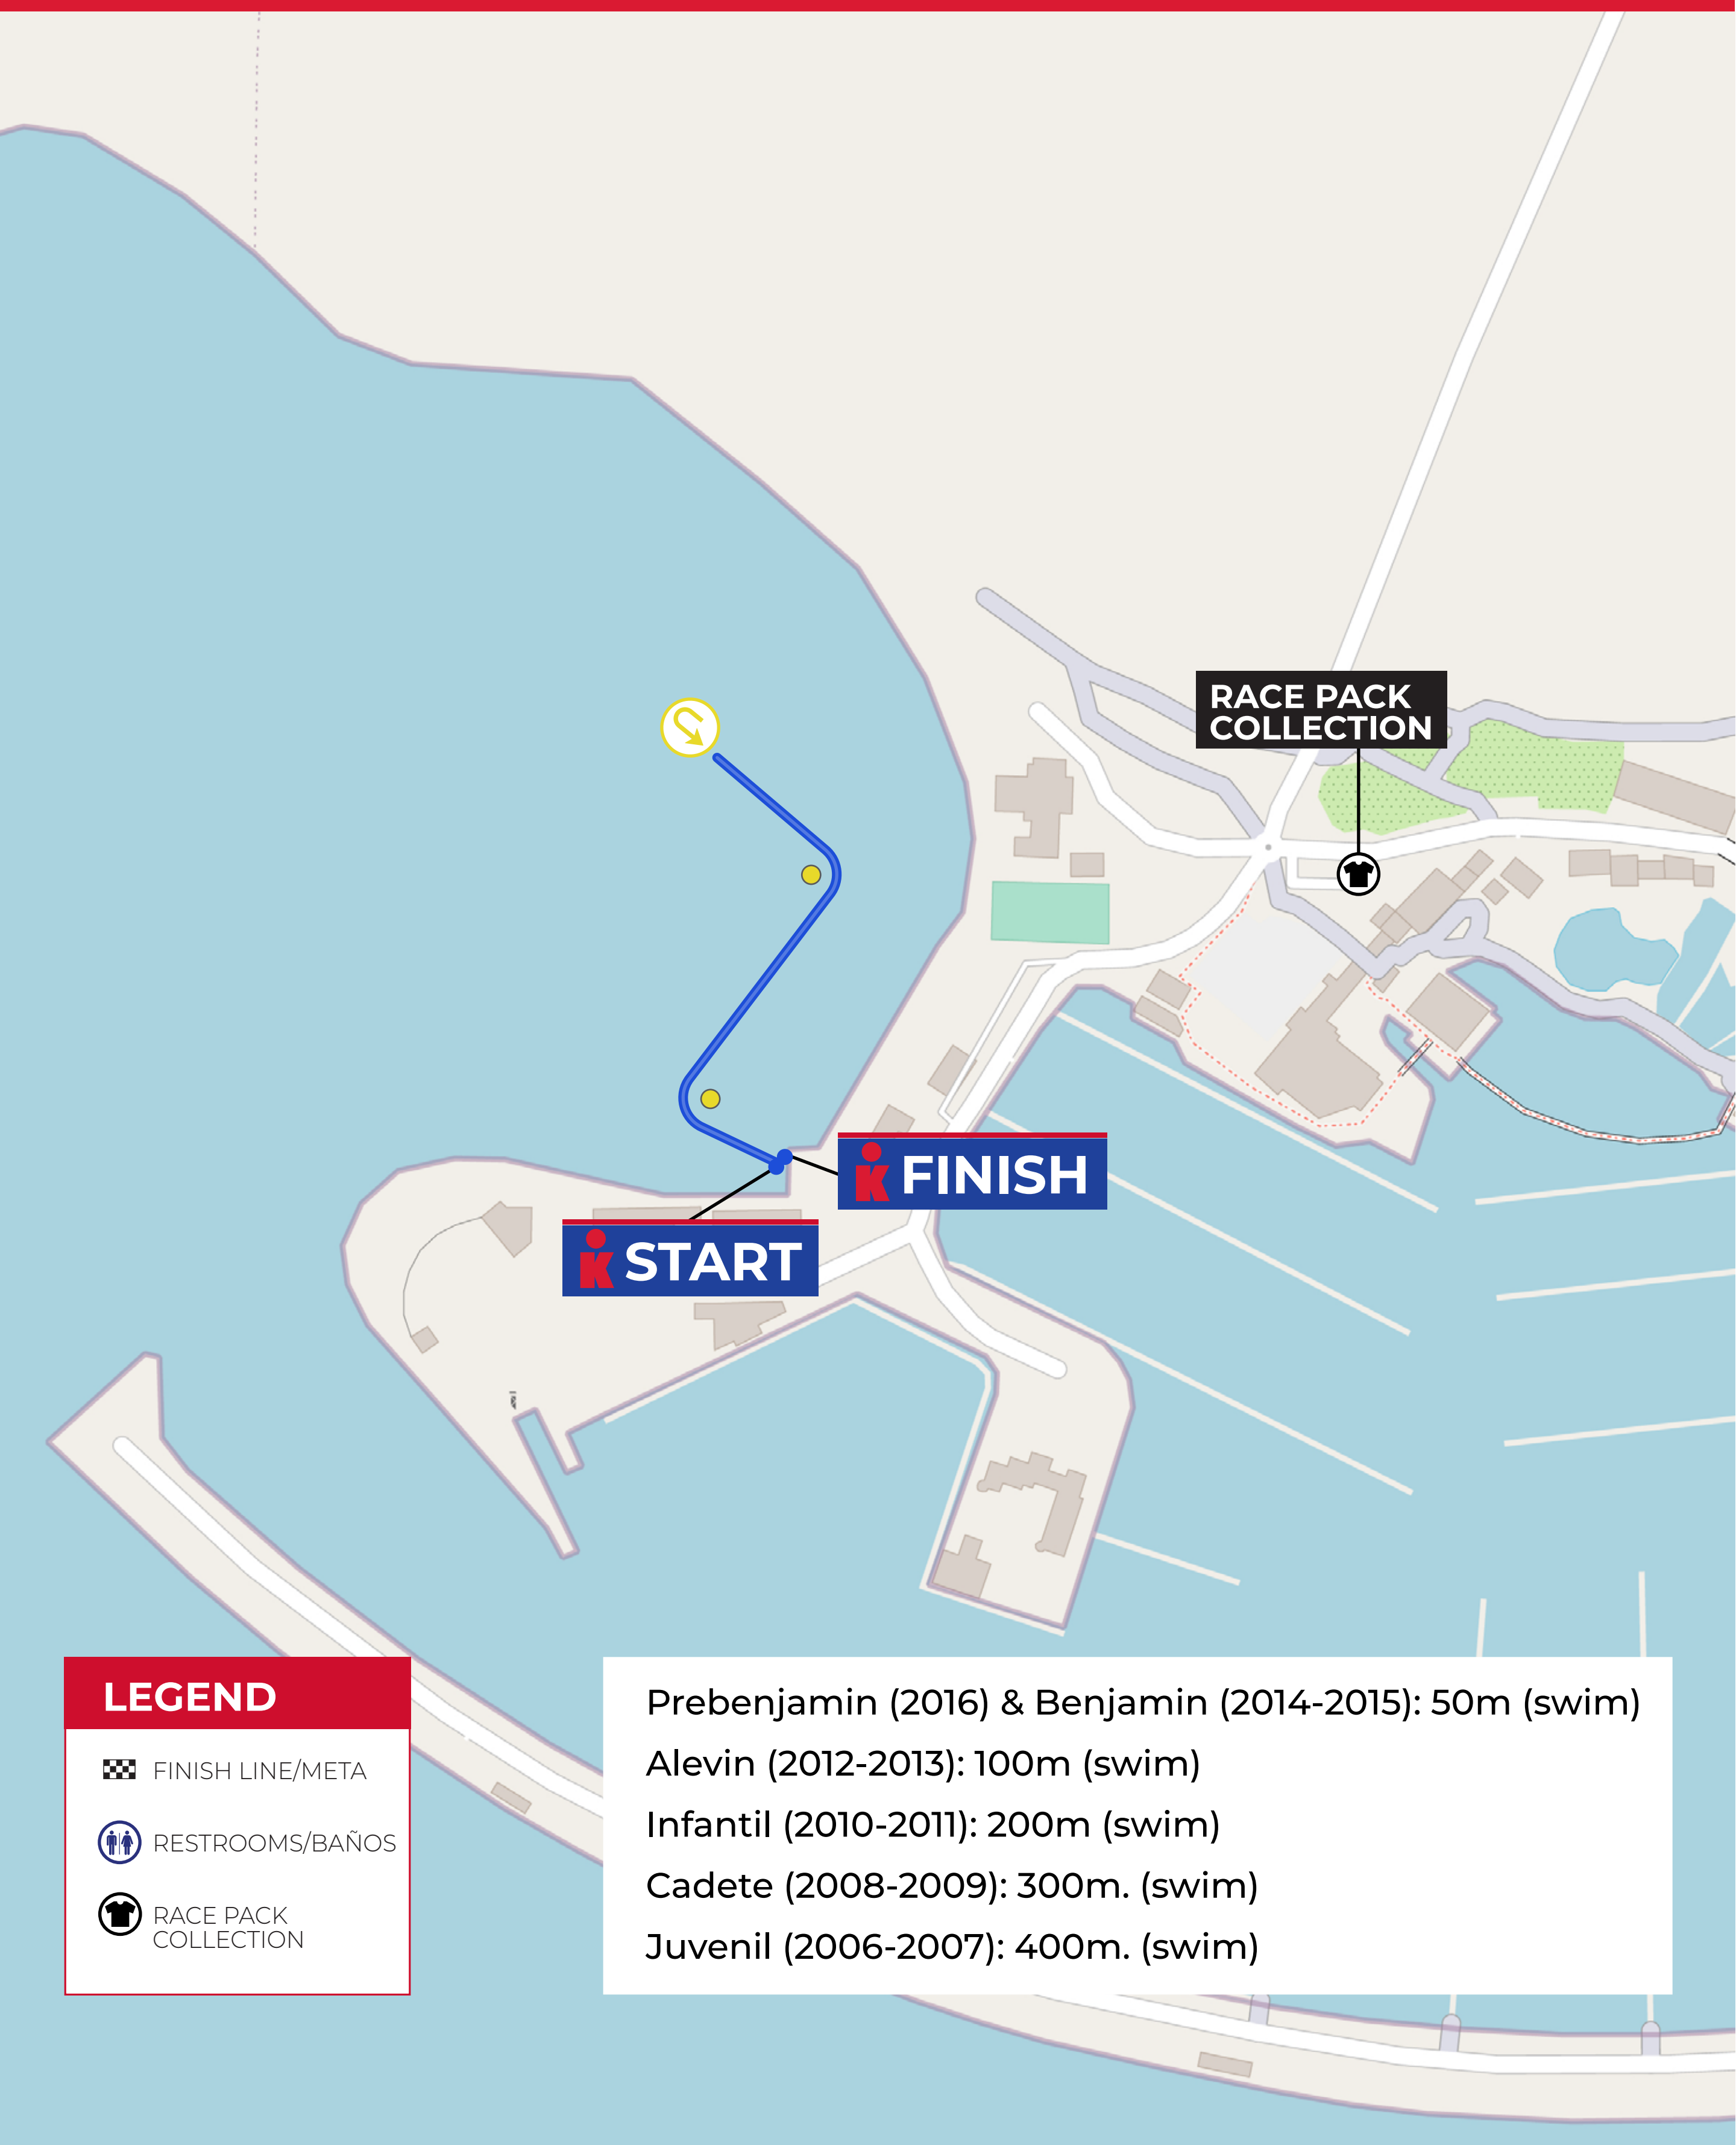 RACE PACK
COLLECTION
FINISH
START
LEGEND
FINISH LINE/META
RESTROOMS/BAÑOS
RACE PACK
COLLECTION
Prebenjamin (2016) & Benjamin (2014-2015): 50m (swim)
Alevin (2012-2013): 100m (swim)
Infantil (2010-2011): 200m (swim)
Cadete (2008-2009): 300m. (swim)
Juvenil (2006-2007): 400m. (swim)